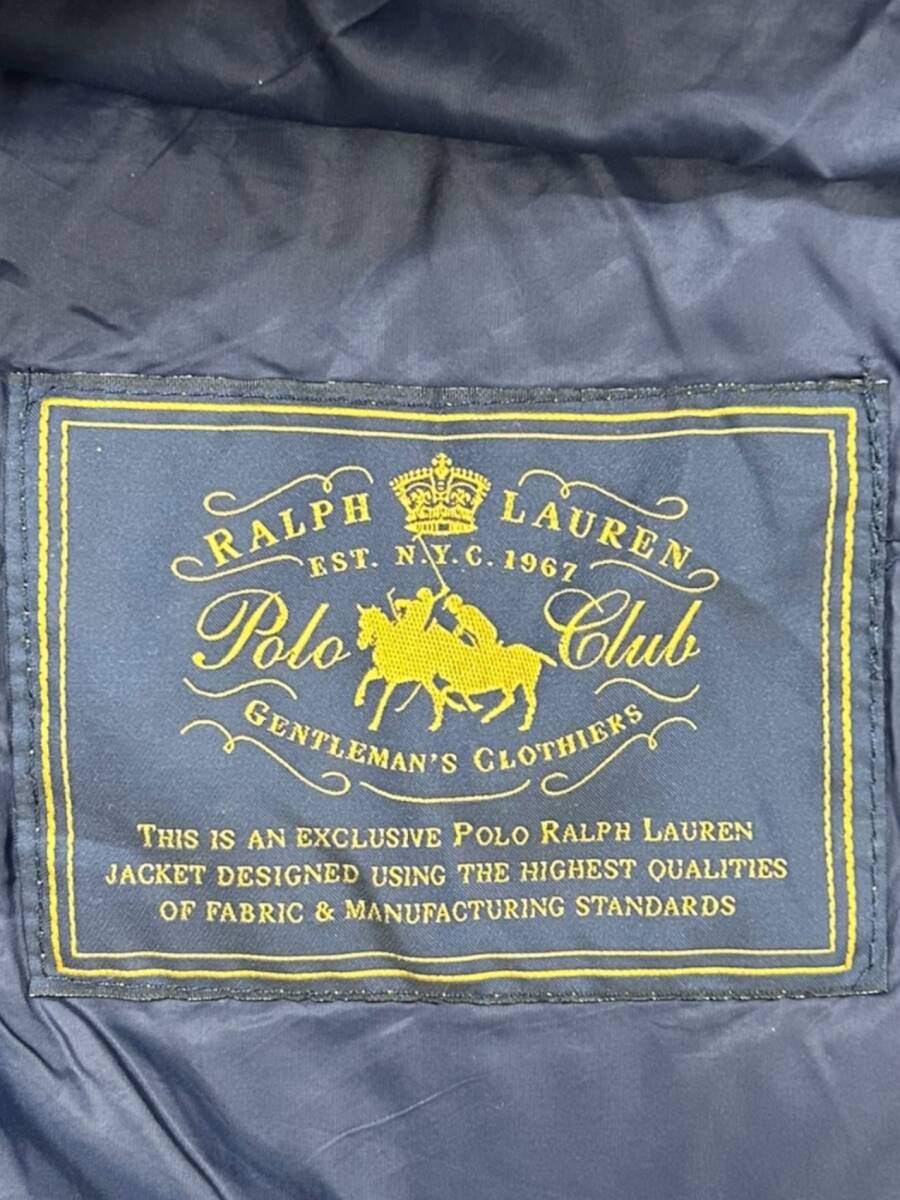 RALPH LAUREN
EST. N.Y.C. 1967
Polo Club
GENTLEMAN'S CLOTHIERS
THIS IS AN EXCLUSIVE POLO RALPH LAUREN
JACKET DESIGNED USING THE HIGHEST QUALITIES
OF FABRIC & MANUFACTURING STANDARDS